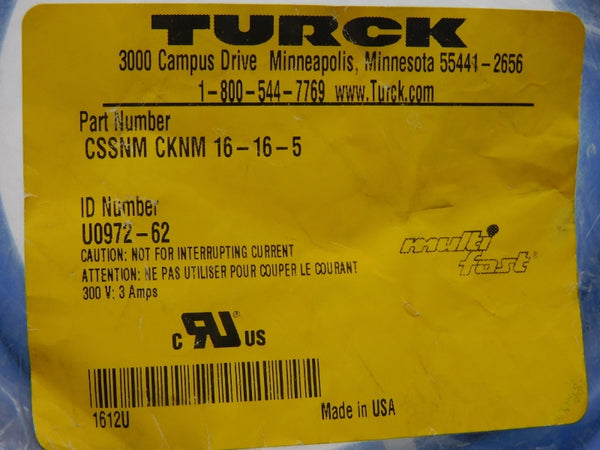 TURCK
3000 Campus Drive Minneapolis, Minnesota 55441-2656
1-800-544-7769 www.Turck.com
Part Number
CSSNM CKNM 16-16-5
ID Number
U0972-62
CAUTION: NOT FOR INTERRUPTING CURRENT
ATTENTION: NE PAS UTILISER POUR COUPER LE COURANT
300 V: 3 Amps
multi
fast®
c RU US
1612U
Made in USA